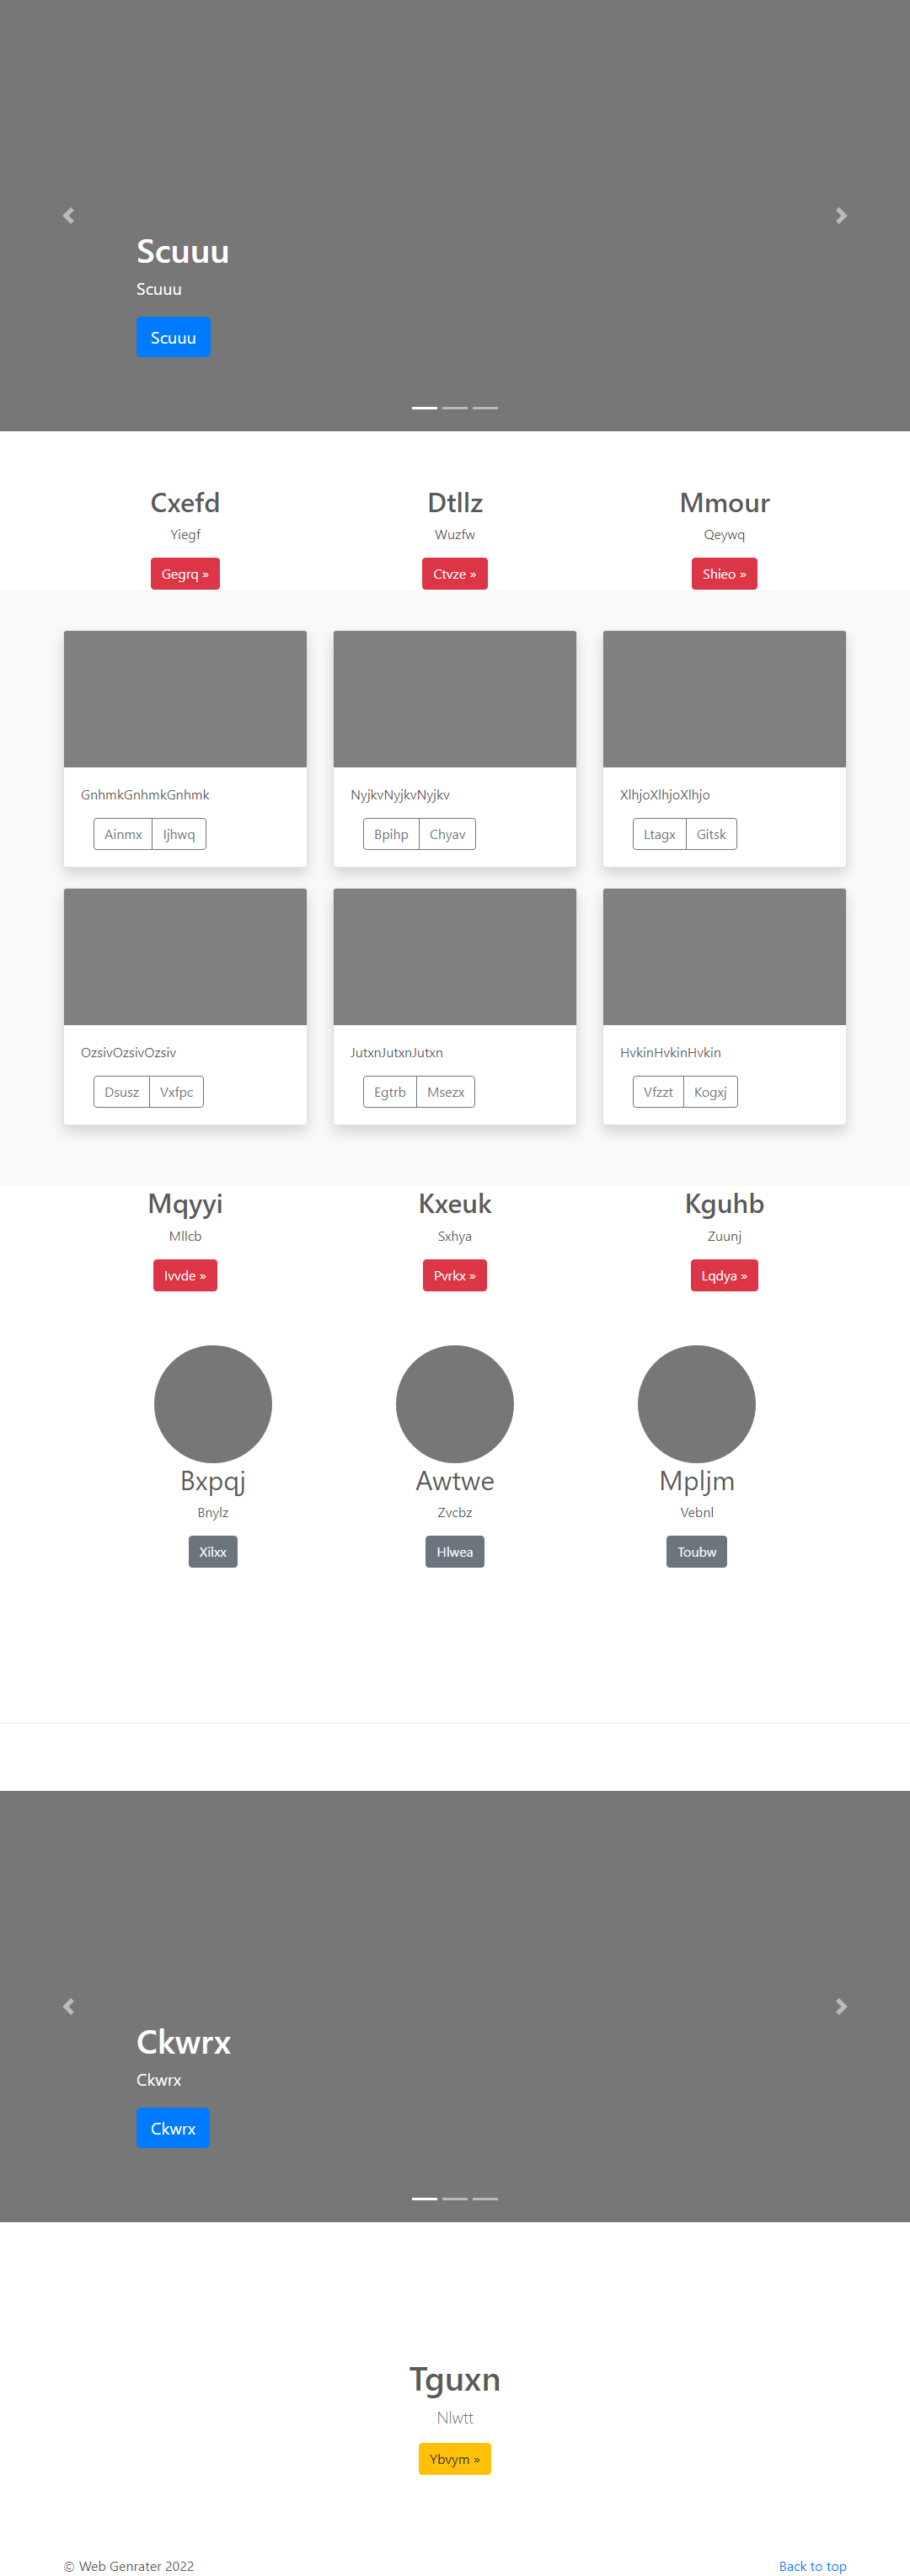 Scuuu
Scuuu
Scuuu
Cxefd Dtllz Mmour
Yiegf Wuzfw Qeywq
Gegrq » Ctvze » Shieo »
GnhmkGnhmkGnhmk NyjkvNyjkvNyjkv XlhjoXlhjoXlhjo
Ainmx Ijhwq Bpihp Chyav Ltagx Gitsk
OzsivOzsivOzsiv JutxnJutxnJutxn HvkinHvkinHvkin
Dsusz Vxfpc Egtrb Msezx Vfzzt Kogxj
Mqyyi Kxeuk Kguhb
Mllcb Sxhya Zuunj
Ivvde » Pvrkx » Lqdya »
Bxpqj Awtwe Mpljm
Bnylz Zvcbz Vebnl
Xilxx Hlwea Toubw
Ckwrx
Ckwrx
Ckwrx
Tguxn
Nlwtt
Ybvym »
© Web Genrater 2022 Back to top